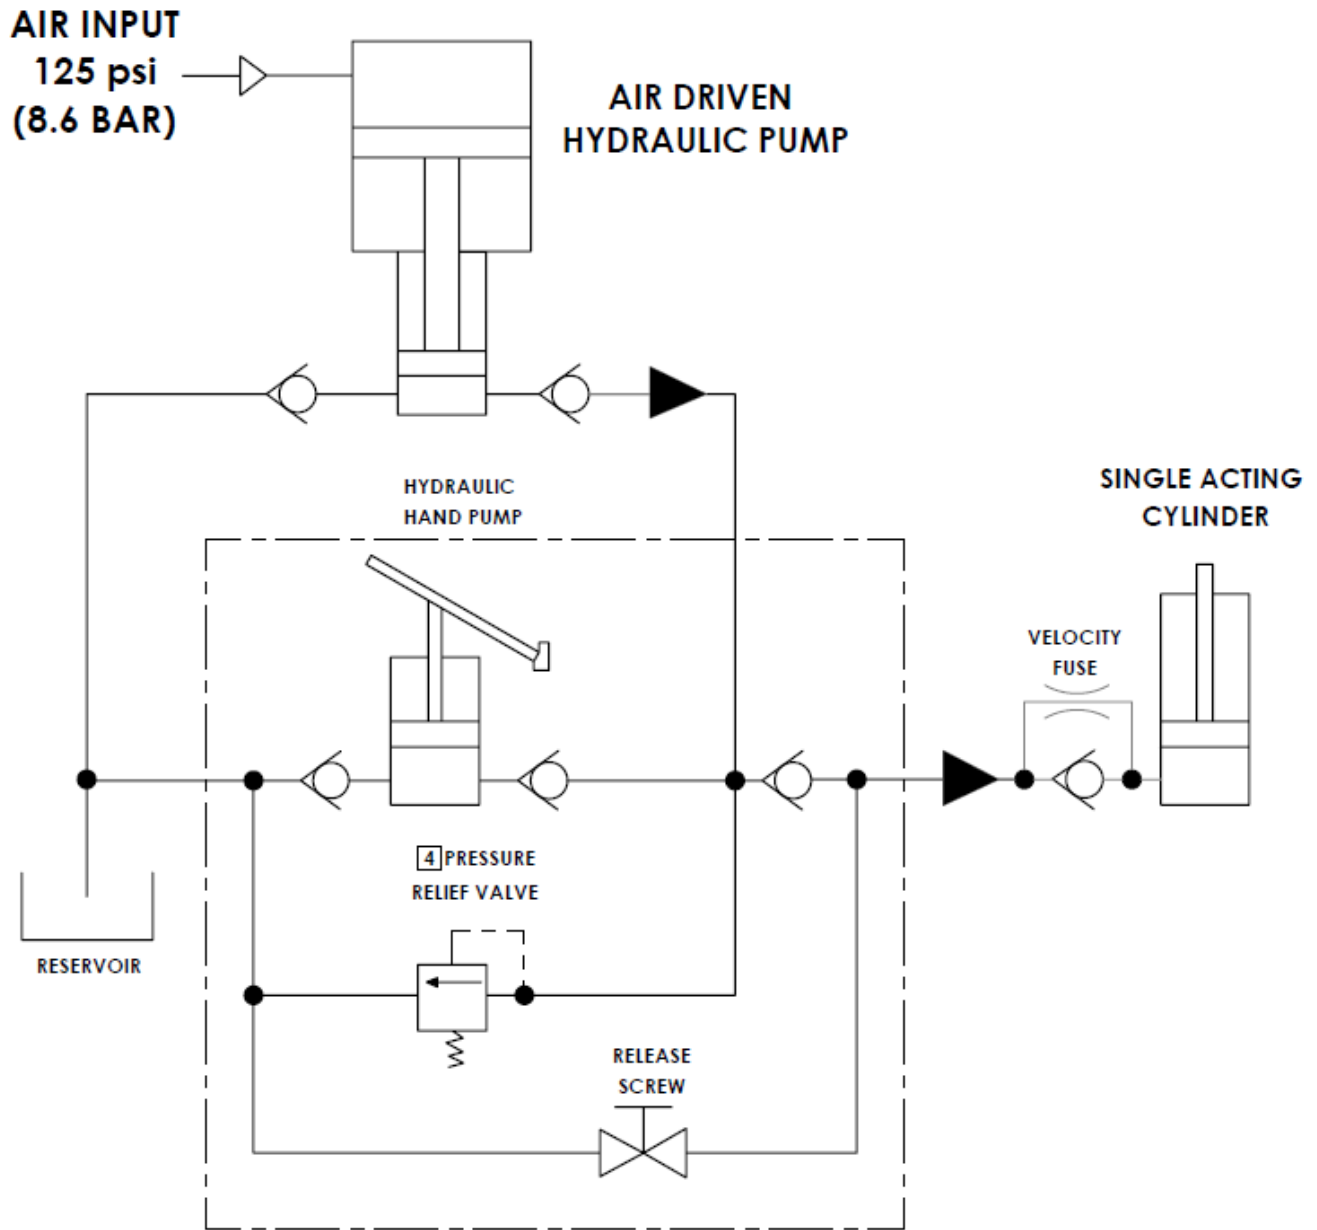 AIR INPUT
125 psi
(8.6 BAR)
AIR DRIVEN
HYDRAULIC PUMP
HYDRAULIC
HAND PUMP
SINGLE ACTING
CYLINDER
VELOCITY
FUSE
4 PRESSURE
RELIEF VALVE
RESERVOIR
RELEASE
SCREW